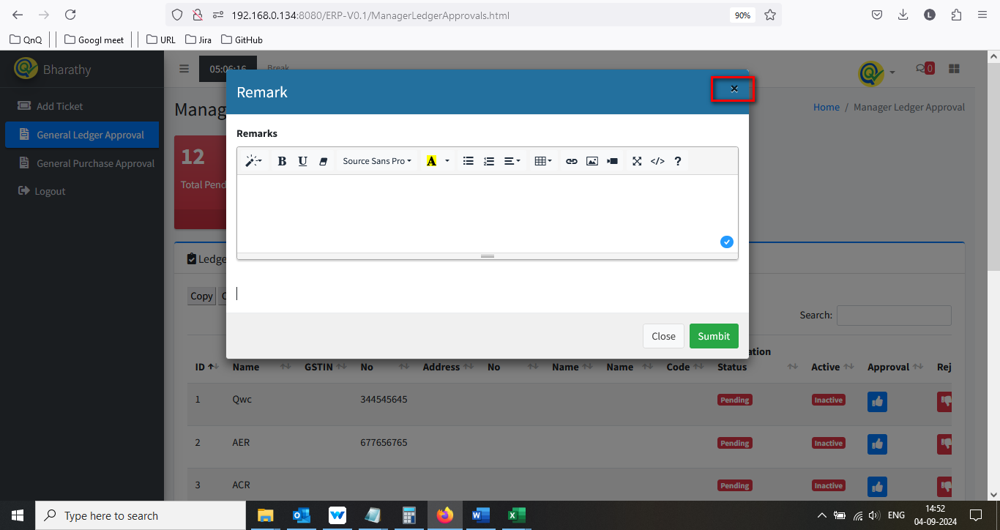 192.168.0.134:8080/ERP-V0.1/ManagerLedgerApprovals.html
90%
L
QnQ
Googl meet
URL
Jira
GitHub
Bharathy
05:06:16
Break
0
Add Ticket
General Ledger Approval
General Purchase Approval
Logout
Manag
Home / Manager Ledger Approval
12
Total Pend
Remark
×
Remarks
B U Source Sans Pro A </> ?
Close
Sumbit
Ledge
Copy
C
Search:
ation
ID Name GSTIN No Address No Name Name Code Status Active Approval Rej
1 Qwc 344545645 Pending Inactive
2 AER 677656765 Pending Inactive
3 ACR Pending Inactive
Type here to search
ENG
14:52
04-09-2024